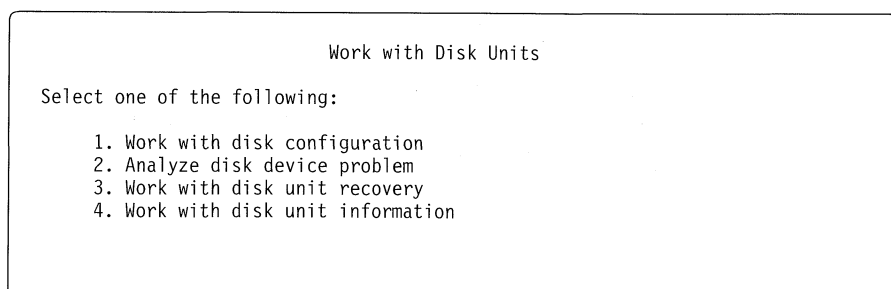 Work with Disk Units
Select one of the following:
1. Work with disk configuration
2. Analyze disk device problem
3. Work with disk unit recovery
4. Work with disk unit information